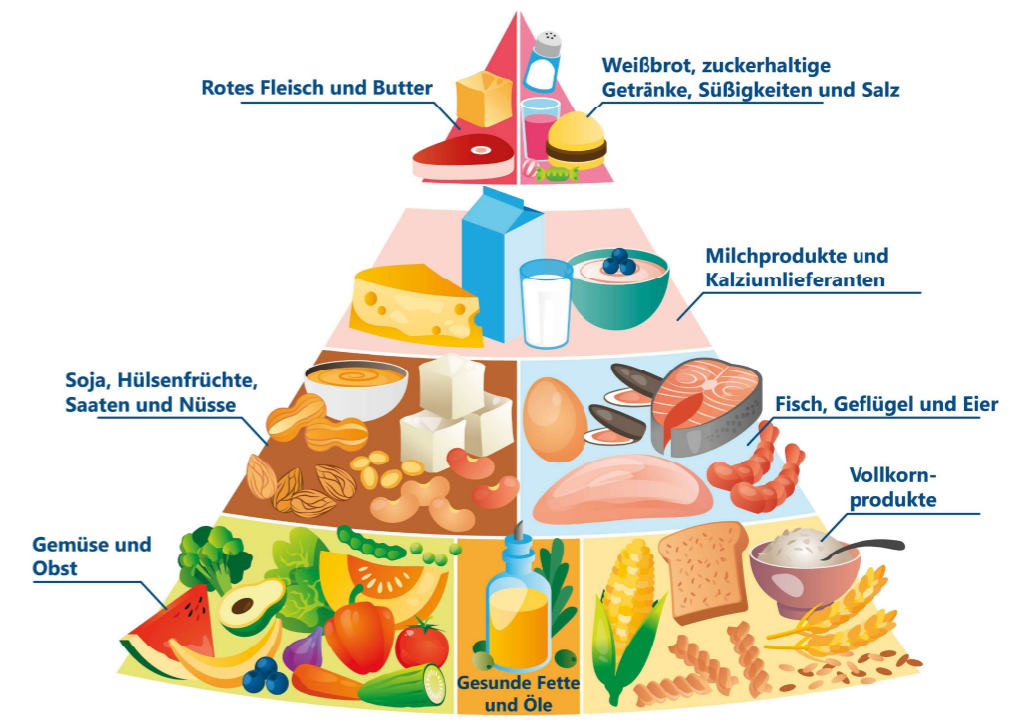 Rotes Fleisch und Butter
Weißbrot, zuckerhaltige
Getränke, Süßigkeiten und Salz
Milchprodukte und
Kalziumlieferanten
Soja, Hülsenfrüchte,
Saaten und Nüsse
Fisch, Geflügel und Eier
Vollkorn-
produkte
Gemüse und
Obst
Gesunde Fette
und Öle